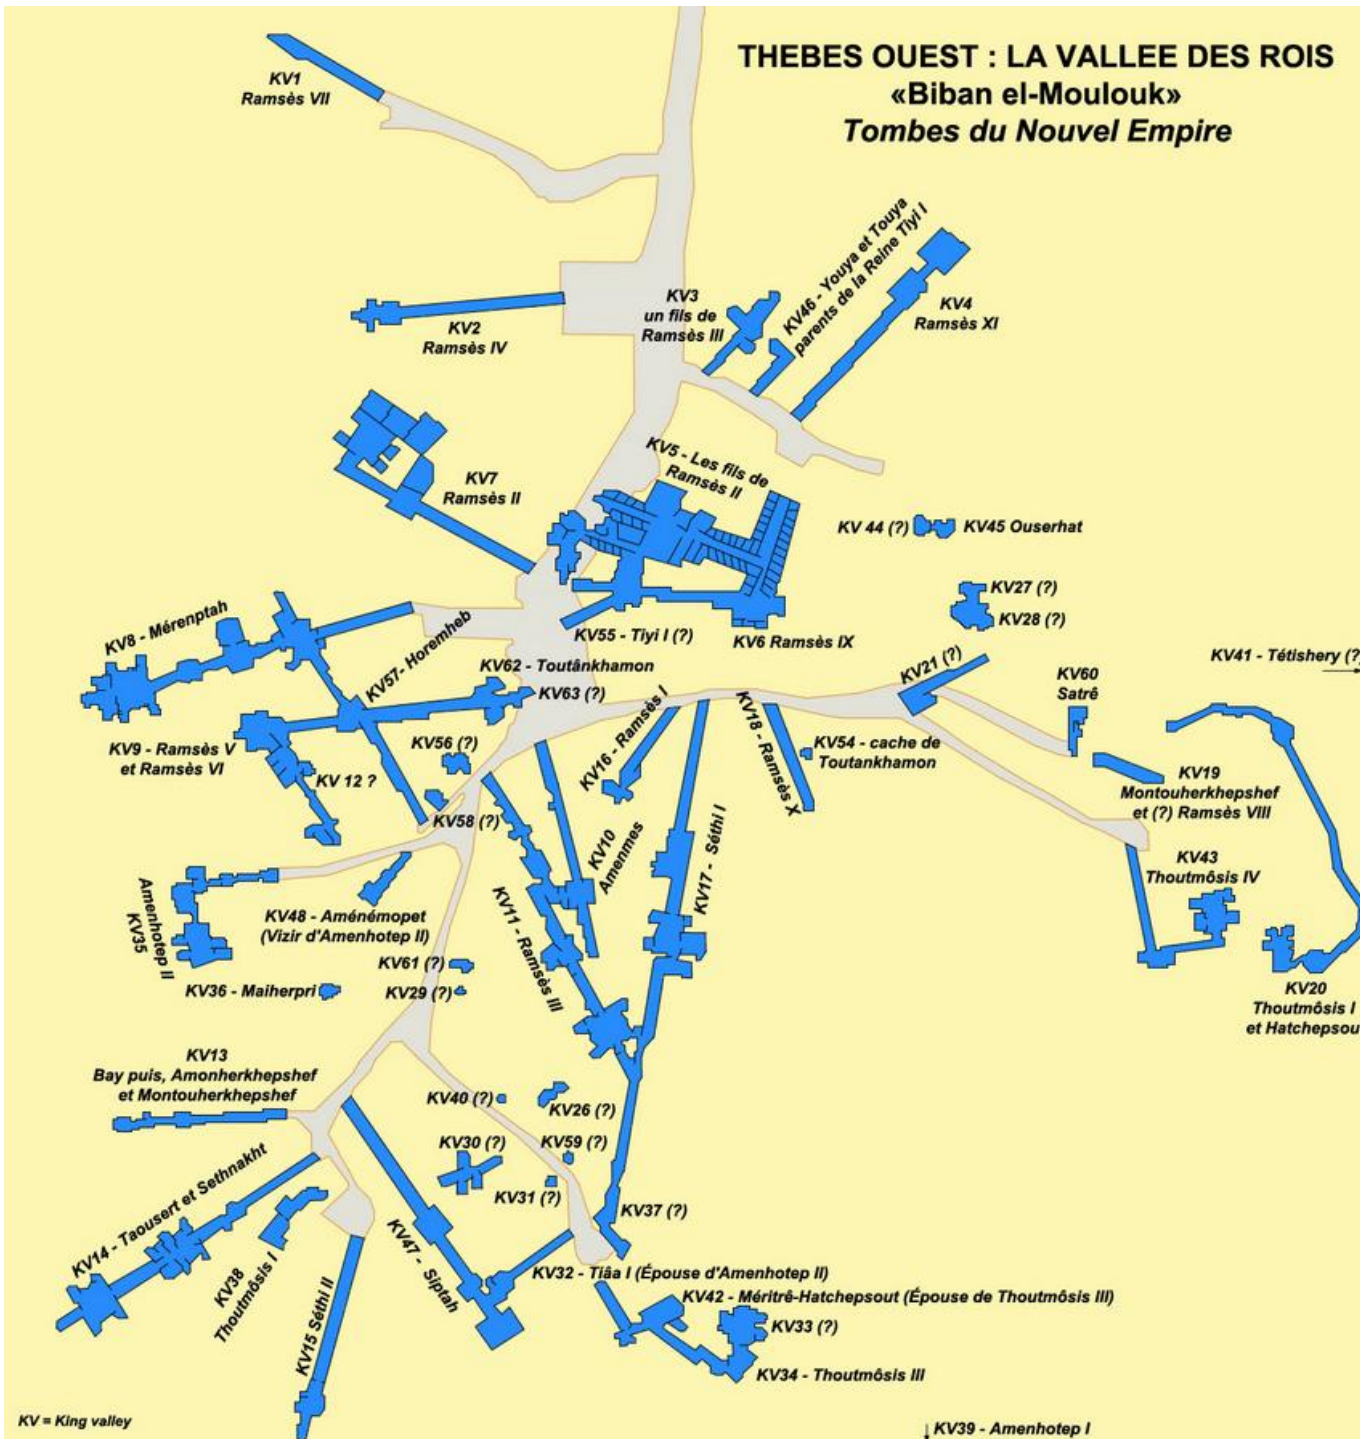 THEBES OUEST : LA VALLEE DES ROIS
«Biban el-Moulouk»
Tombes du Nouvel Empire
KV1
Ramsès VII
KV2
Ramsès IV
KV3
un fils de
Ramsès III
KV46 - Youya et Touya
parents de la Reine Tiyi I
KV4
Ramsès XI
KV7
Ramsès II
KV5 - Les fils de
Ramsès II
KV 44 (?)
KV45 Ouserhat
KV27 (?)
KV28 (?)
KV8 - Mérenptah
KV57- Horemheb
KV55 - Tiyi I (?)
KV6 Ramsès IX
KV62 - Toutânkhamon
KV63 (?)
KV21 (?)
KV60
Satrê
KV41 - Tétishery (?
KV9 - Ramsès V
et Ramsès VI
KV 12 ?
KV56 (?)
KV58 (?)
KV16 - Ramsès I
KV18 - Ramsès X
KV54 - cache de
Toutankhamon
KV19
Montouherkhepshef
et (?) Ramsès VIII
KV10
Amenmes
KV17 - Séthi I
KV43
Thoutmôsis IV
Amenhotep II
KV35
KV48 - Aménémopet
(Vizir d'Amenhotep II)
KV11 - Ramsès III
KV61 (?)
KV36 - Maiherpri
KV29 (?)
KV20
Thoutmôsis I
et Hatchepsou
KV13
Bay puis, Amonherkhepshef
et Montouherkhepshef
KV40 (?)
KV26 (?)
KV30 (?)
KV59 (?)
KV31 (?)
KV37 (?)
KV14 - Taousert et Sethnakht
KV38
Thoutmôsis I
KV15 Séthi II
KV47 - Siptah
KV32 - Tiâa I (Épouse d'Amenhotep II)
KV42 - Méritrê-Hatchepsout (Épouse de Thoutmôsis III)
KV33 (?)
KV34 - Thoutmôsis III
KV = King valley
KV39 - Amenhotep I